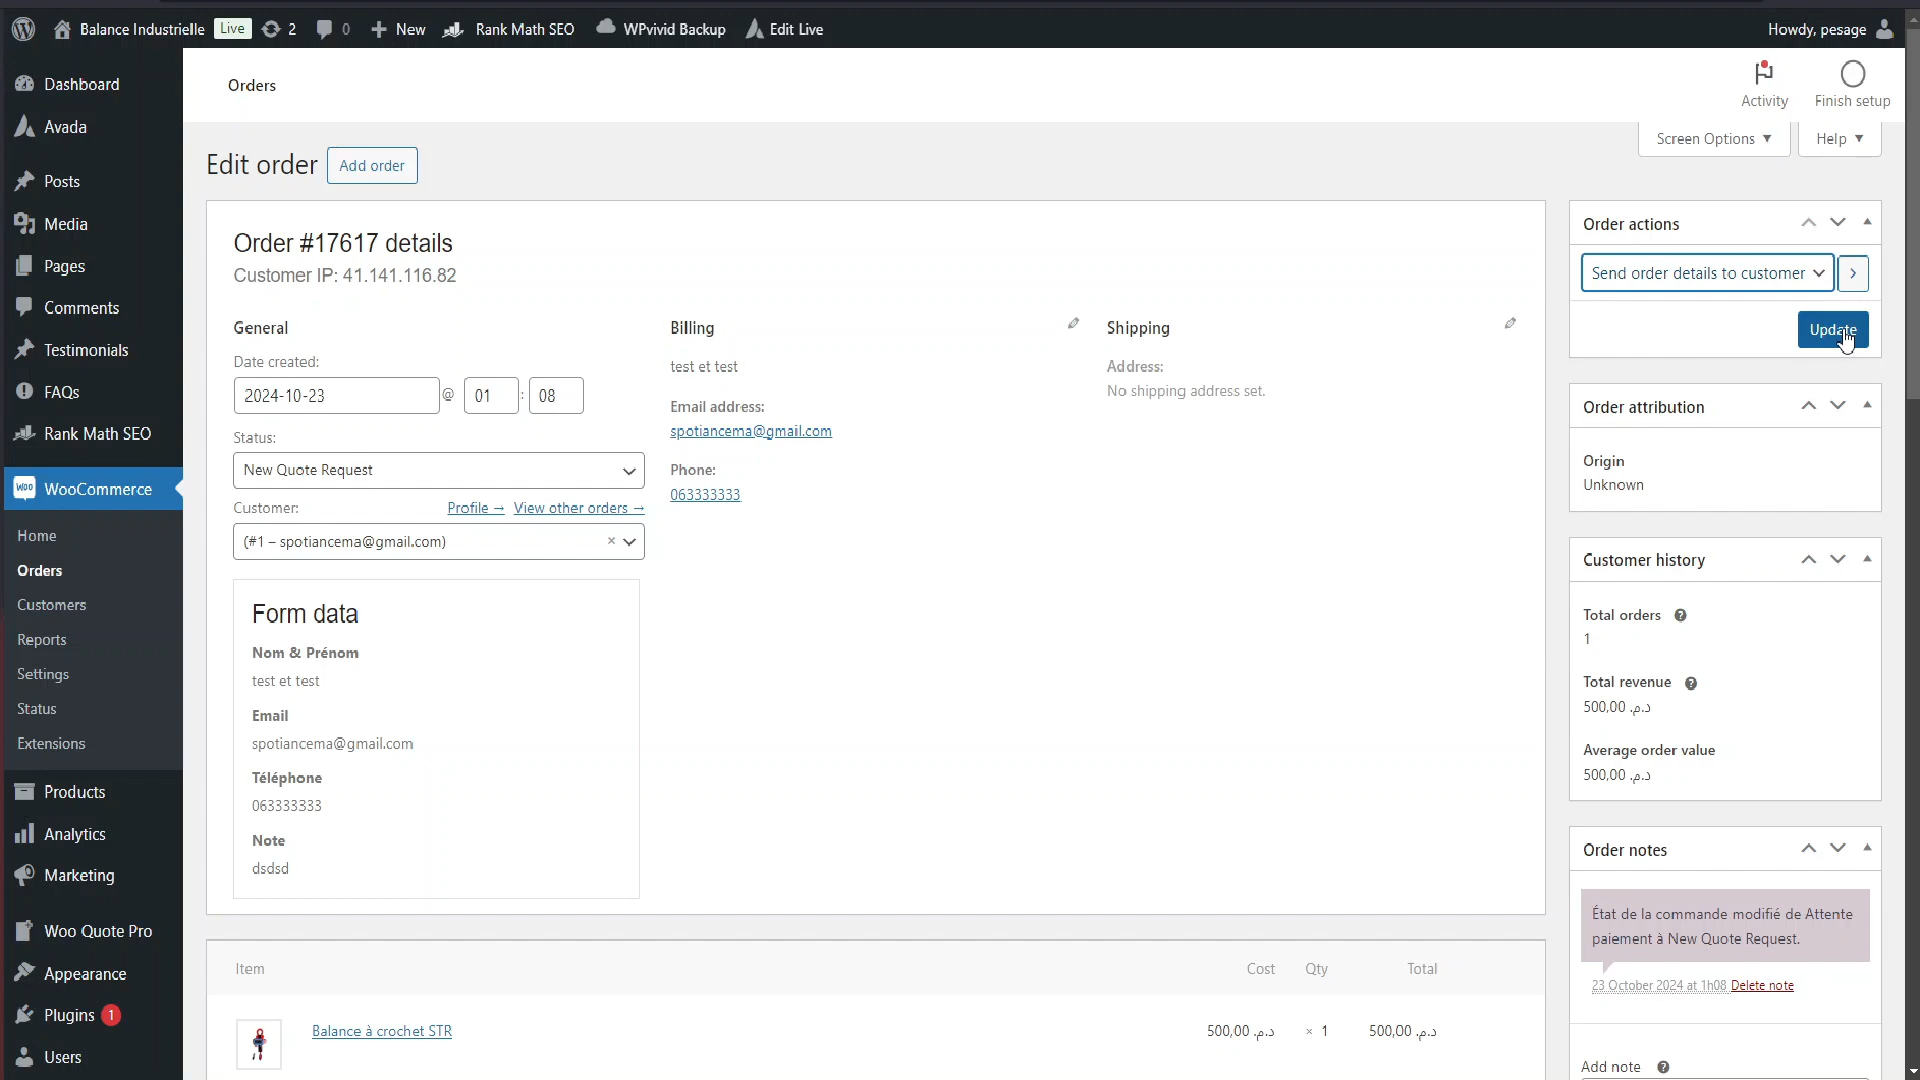 Balance Industrielle Live 2 0 New Rank Math SEO WPvivid Backup Edit Live Howdy, pesage
Dashboard
Avada
Posts
Media
Pages
Comments
Testimonials
FAQs
Rank Math SEO
WooCommerce
Home
Orders
Customers
Reports
Settings
Status
Extensions
Products
Analytics
Marketing
Woo Quote Pro
Appearance
Plugins 1
Users
Orders
Activity
Finish setup
Screen Options ▼
Help ▼
Edit order Add order
Order #17617 details
Customer IP: 41.141.116.82
General
Date created:
2024-10-23 @ 01 : 08
Status:
New Quote Request
Customer: Profile → View other orders →
(#1 – spotiancema@gmail.com) ×
Form data
Nom & Prénom
test et test
Email
spotiancema@gmail.com
Téléphone
063333333
Note
dsdsd
Billing
test et test
Email address:
spotiancema@gmail.com
Phone:
063333333
Shipping
Address:
No shipping address set.
Item Cost Qty Total
Balance à crochet STR 500,00 د.م. × 1 500,00 د.م.
Order actions
Send order details to customer
Update
Order attribution
Origin
Unknown
Customer history
Total orders
1
Total revenue
500,00 د.م.
Average order value
500,00 د.م.
Order notes
État de la commande modifié de Attente
paiement à New Quote Request.
23 October 2024 at 1h08 Delete note
Add note